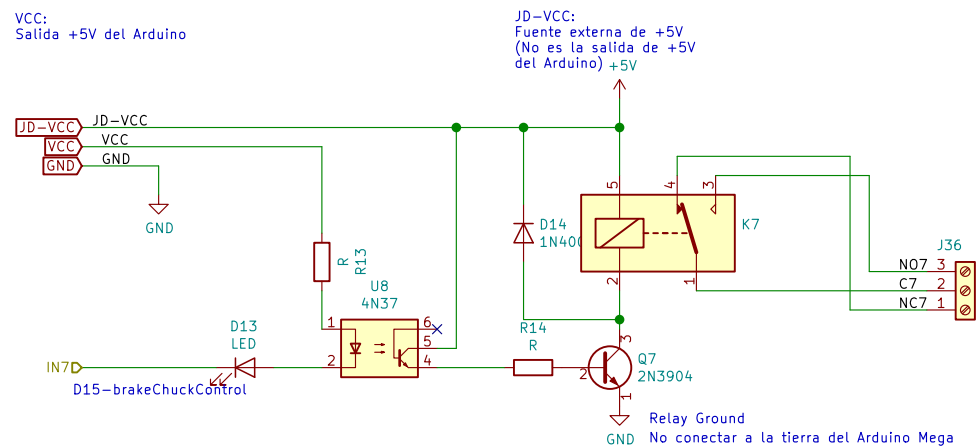 VCC:
Salida +5V del Arduino
JD-VCC:
Fuente externa de +5V
(No es la salida de +5V
del Arduino)
+5V
JD-VCC
JD-VCC
VCC
VCC
GND
GND
GND
5
4
3
D14
1N400
K7
R
R13
J36
NO7
3
C7
2
NC7
1
2
1
U8
4N37
D13
LED
1
6
5
2
4
R14
R
3
Q7
2N3904
2
1
IN7
D15-brakeChuckControl
GND
Relay Ground
No conectar a la tierra del Arduino Mega